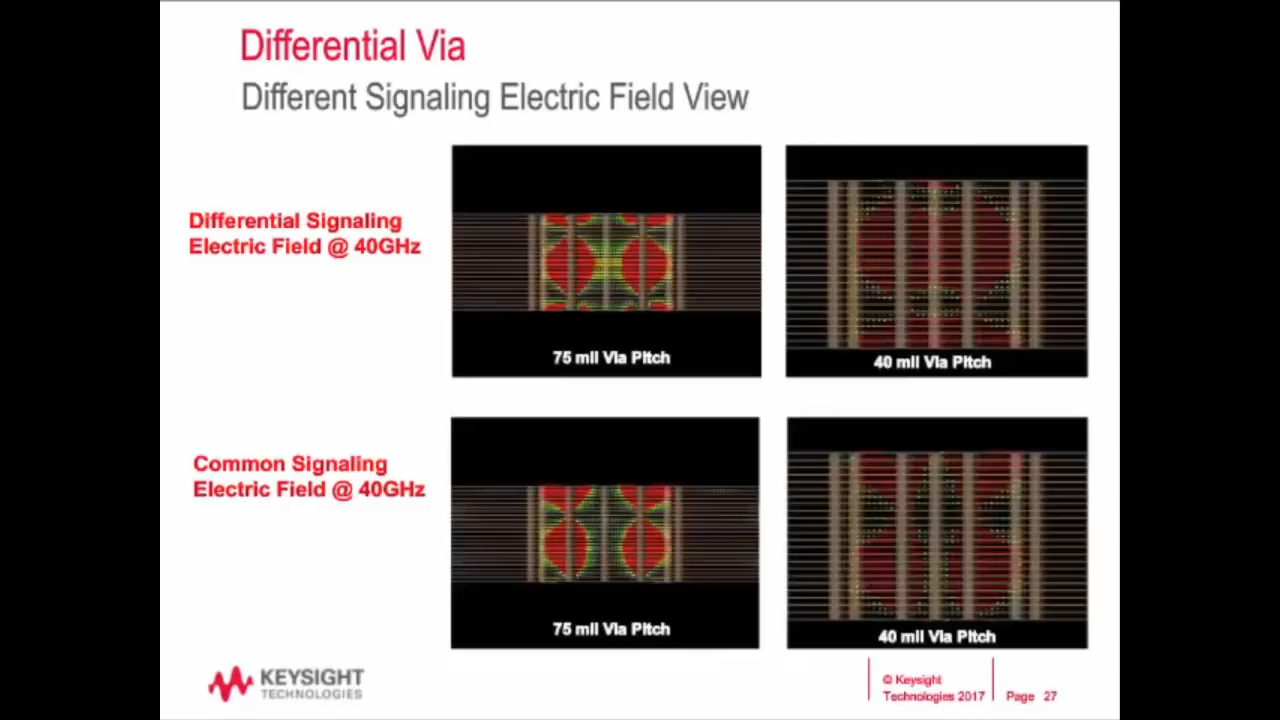 Differential Via
Different Signaling Electric Field View
Differential Signaling
Electric Field @ 40GHz
75 mil Via Pitch
40 mil Via Pitch
Common Signaling
Electric Field @ 40GHz
75 mil Via Pitch
40 mil Via Pitch
KEYSIGHT
TECHNOLOGIES
© Keysight
Technologies 2017
Page 27